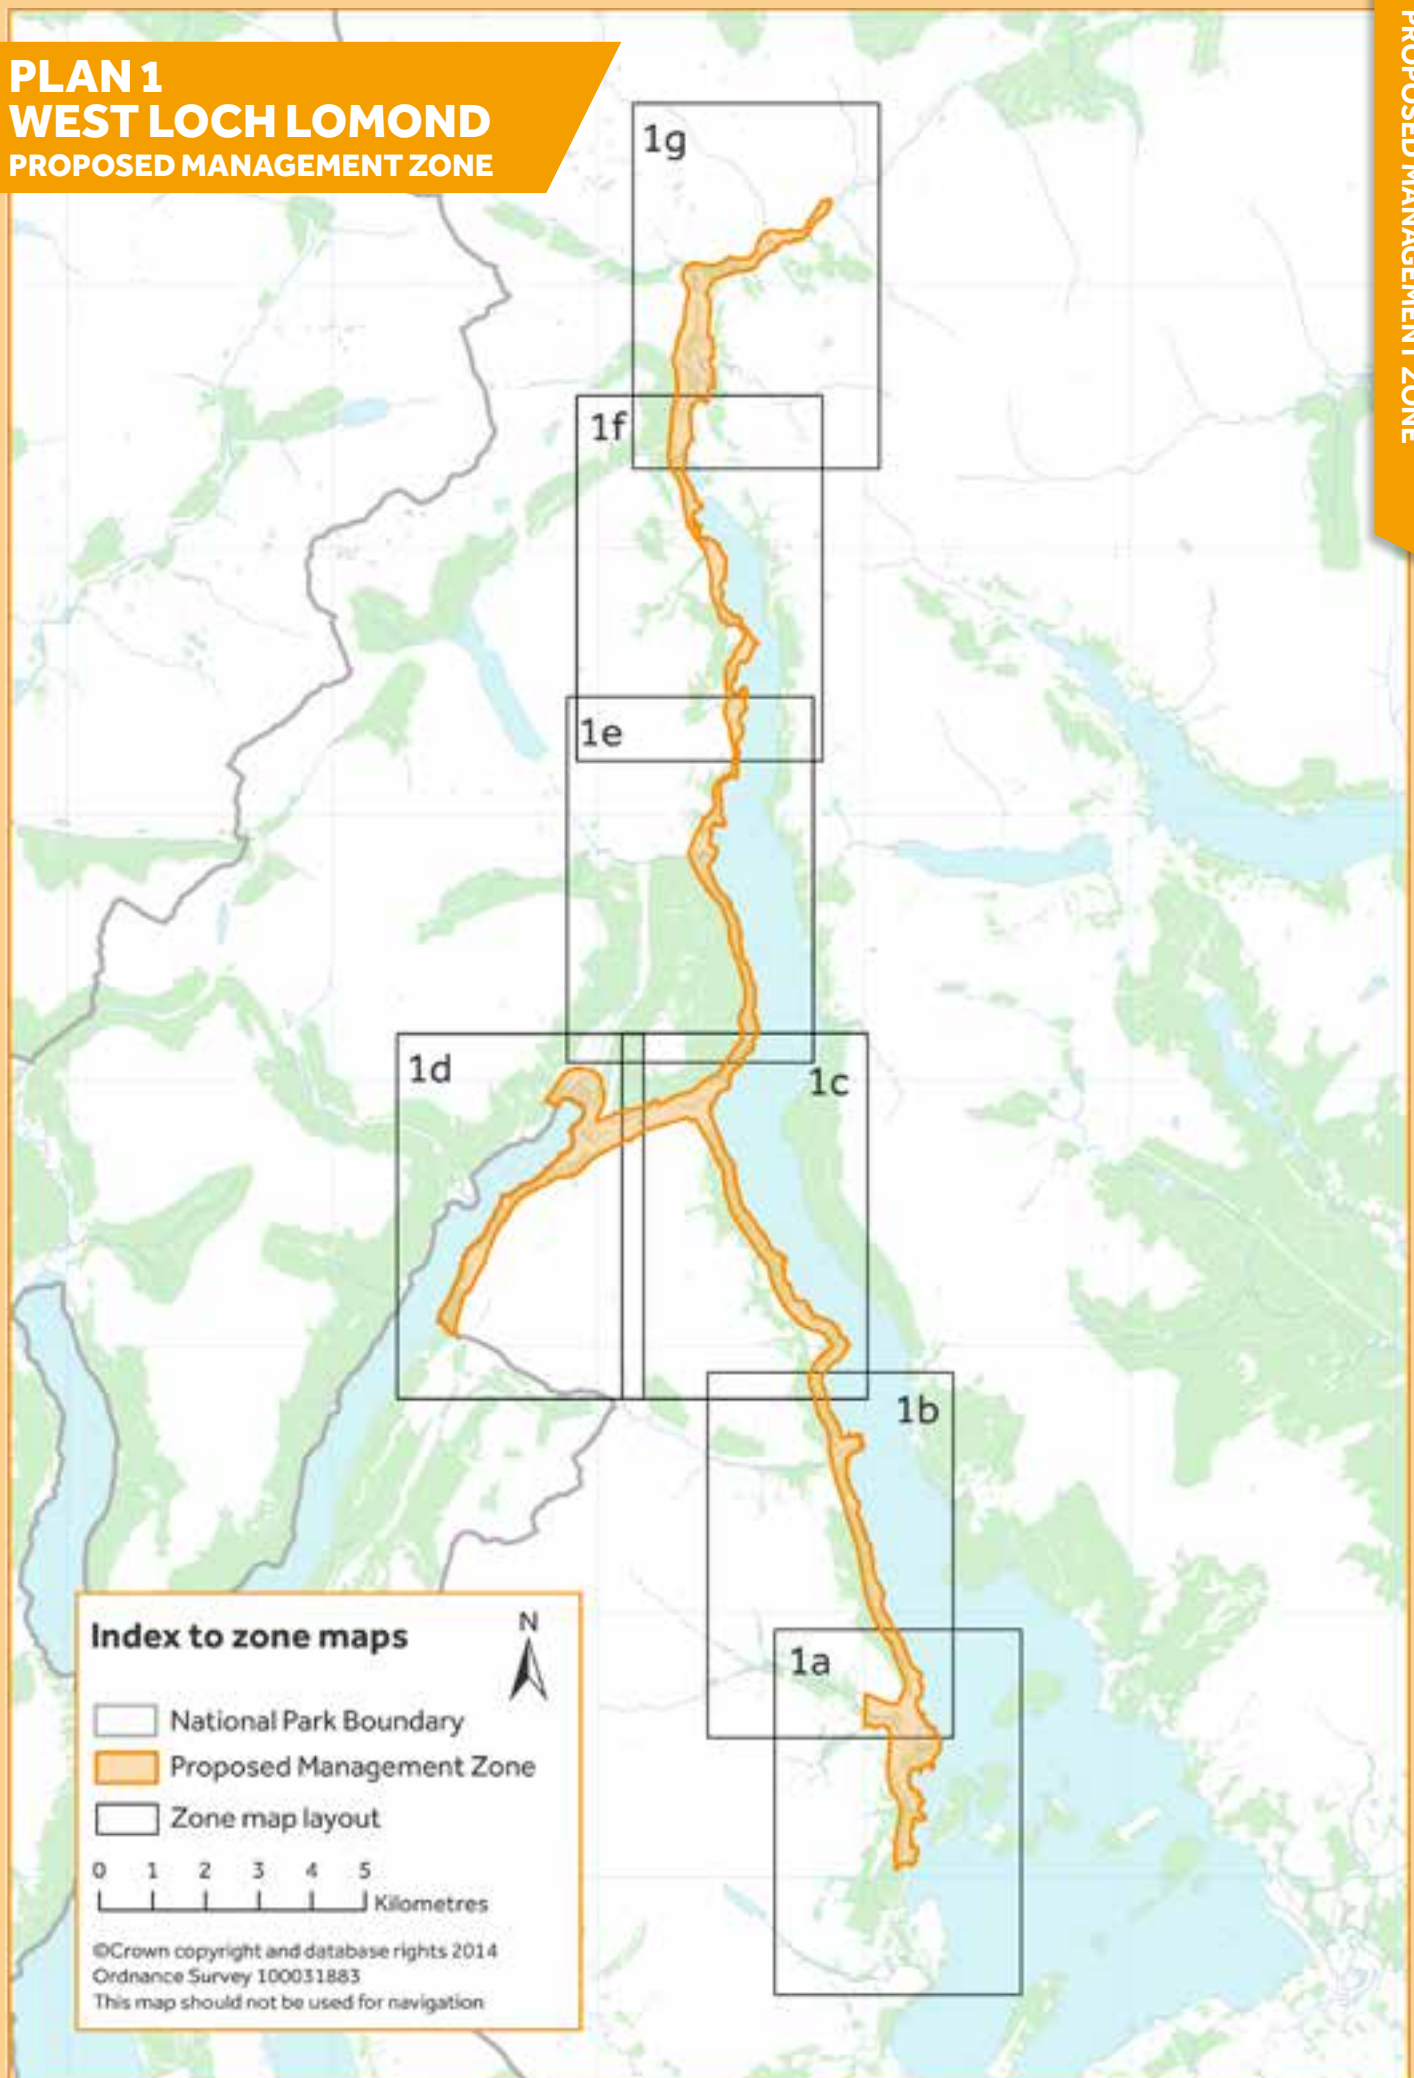 PLAN 1
WEST LOCH LOMOND
PROPOSED MANAGEMENT ZONE
PROPOSED MANAGEMENT ZONE
1g
1f
1e
1d
1c
1b
1a
Index to zone maps
N
National Park Boundary
Proposed Management Zone
Zone map layout
0 1 2 3 4 5
Kilometres
©Crown copyright and database rights 2014
Ordnance Survey 100031883
This map should not be used for navigation